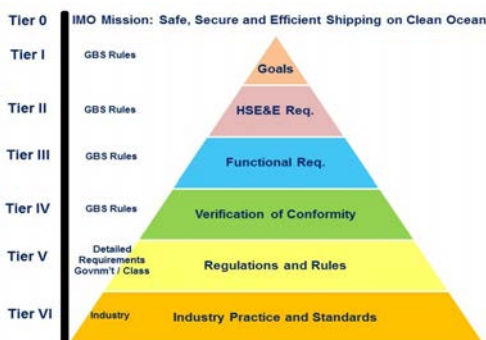 Tier 0 IMO Mission: Safe, Secure and Efficient Shipping on Clean Ocean
Tier I GBS Rules Goals
Tier II GBS Rules HSE&E Req.
Tier III GBS Rules Functional Req.
Tier IV GBS Rules Verification of Conformity
Tier V Detailed
Requirements
Govnm't / Class Regulations and Rules
Tier VI Industry Industry Practice and Standards